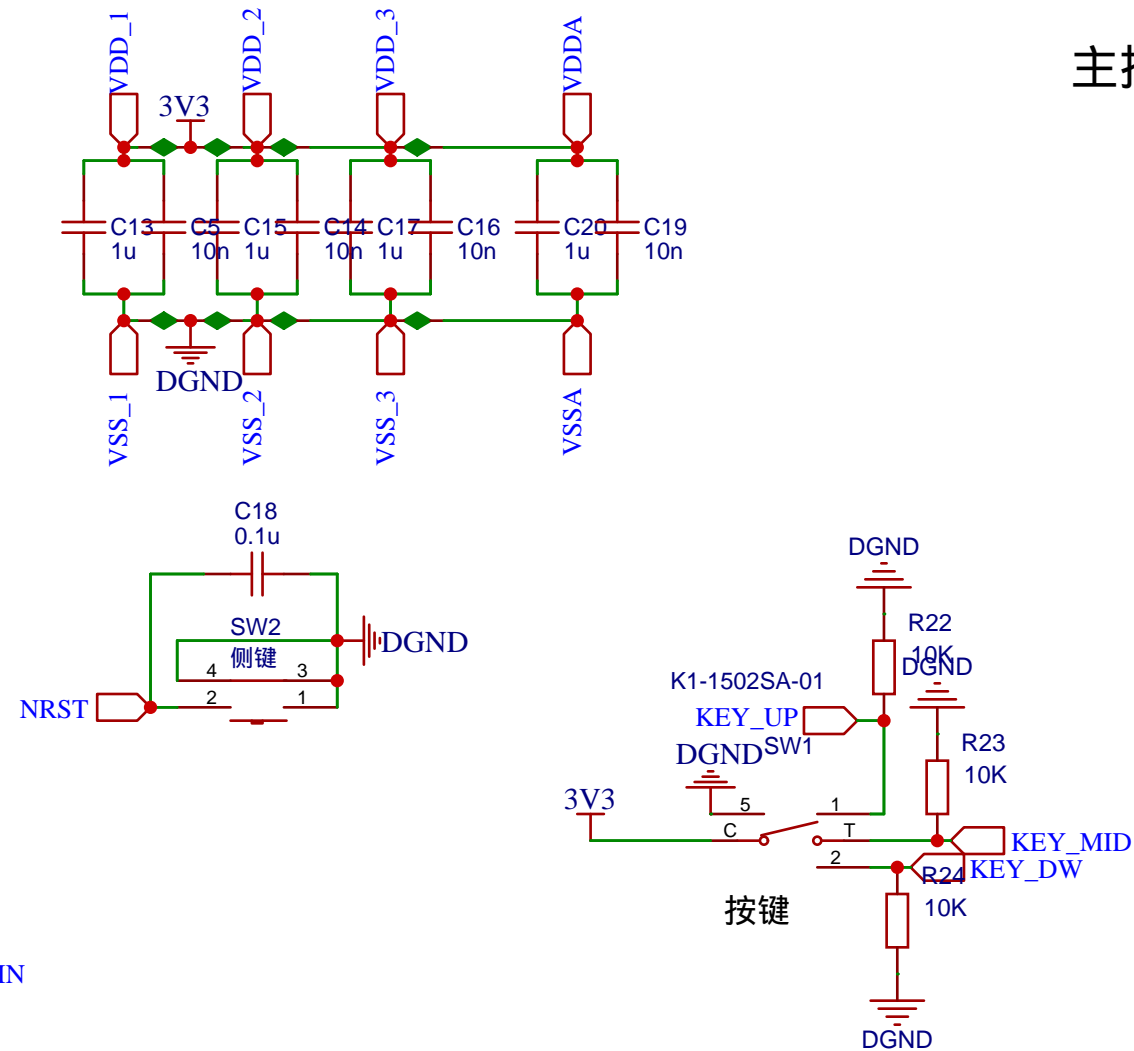 VDD_1
VDD_2
VDD_3
VDDA
3V3
C13
1u
C5
10n
C15
1u
C14
10n
C17
1u
C16
10n
C20
1u
C19
10n
DGND
VSS_1
VSS_2
VSS_3
VSSA
C18
0.1u
SW2
侧键
4
3
2
1
DGND
NRST
DGND
R22
10K
DGND
K1-1502SA-01
KEY_UP
SW1
DGND
R23
10K
3V3
5
1
C
T
2
KEY_MID
KEY_DW
R24
10K
按键
DGND
IN
主